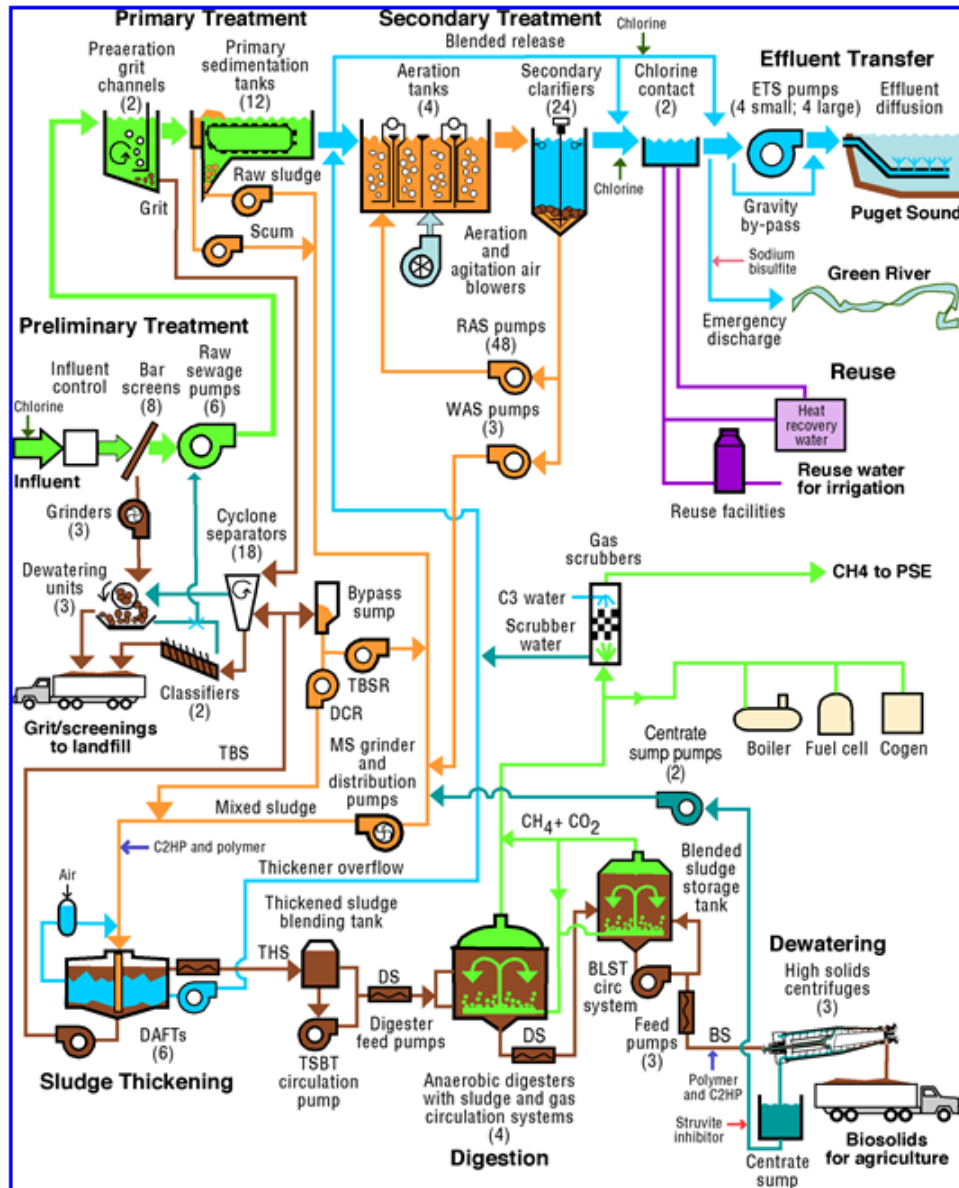 Primary Treatment
Preaeration
grit
channels
(2)
Primary
sedimentation
tanks
(12)
Grit
Raw sludge
Scum
Secondary Treatment
Blended release
Chlorine
Aeration
tanks
(4)
Secondary
clarifiers
(24)
Chlorine
contact
(2)
Chlorine
Aeration and
agitation air
blowers
RAS pumps
(48)
WAS pumps
(3)
Effluent Transfer
ETS pumps
(4 small; 4 large)
Effluent
diffusion
Gravity
by-pass
Puget Sound
Sodium
bisulfite
Green River
Emergency
discharge
Reuse
Heat
recovery
water
Reuse water
for irrigation
Reuse facilities
Preliminary Treatment
Influent
control
Bar
screens
(8)
Raw
sewage
pumps
(6)
Chlorine
Influent
Grinders
(3)
Cyclone
separators
(18)
Dewatering
units
(3)
Bypass
sump
Classifiers
(2)
TBSR
DCR
Grit/screenings
to landfill
TBS
MS grinder
and
distribution
pumps
Mixed sludge
C2HP and polymer
Thickener overflow
Gas
scrubbers
CH4 to PSE
C3 water
Scrubber
water
Boiler
Fuel cell
Cogen
Centrate
sump pumps
(2)
CH4 + CO2
Blended
sludge
storage
tank
Air
Thickened sludge
blending tank
THS
DS
Digester
feed pumps
DAFTs
(6)
TSBT
circulation
pump
Sludge Thickening
DS
BLST
circ
system
Feed
pumps
(3)
BS
Anaerobic digesters
with sludge and gas
circulation systems
(4)
Digestion
Dewatering
High solids
centrifuges
(3)
Polymer
and C2HP
Struvite
inhibitor
Centrate
sump
Biosolids
for agriculture